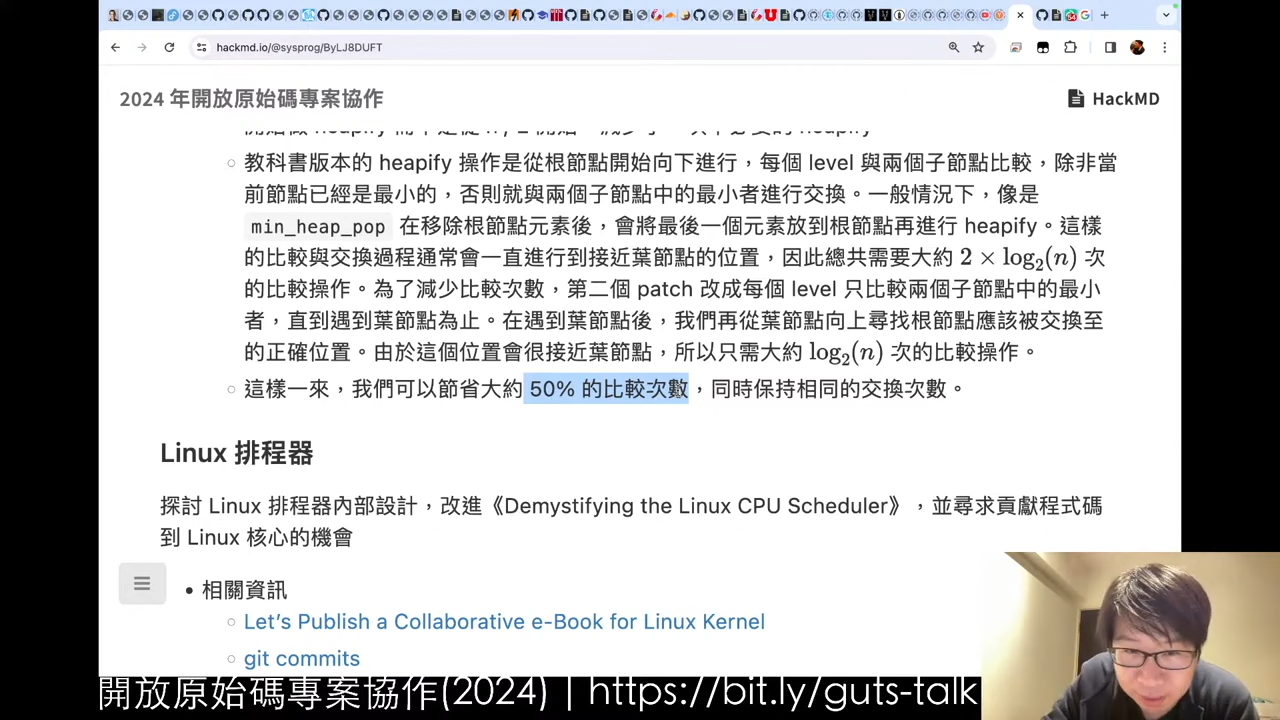 hackmd.io/@sysprog/ByLJ8DUFT
2024 年開放原始碼專案協作
HackMD
教科書版本的 heapify 操作是從根節點開始向下進行，每個 level 與兩個子節點比較，除非當
前節點已經是最小的，否則就與兩個子節點中的最小者進行交換。一般情況下，像是
min_heap_pop 在移除根節點元素後，會將最後一個元素放到根節點再進行 heapify。這樣
的比較與交換過程通常會一直進行到接近葉節點的位置，因此總共需要大約 2 × log₂(n) 次
的比較操作。為了減少比較次數，第二個 patch 改成每個 level 只比較兩個子節點中的最小
者，直到遇到葉節點為止。在遇到葉節點後，我們再從葉節點向上尋找根節點應該被交換至
的正確位置。由於這個位置會很接近葉節點，所以只需大約 log₂(n) 次的比較操作。
這樣一來，我們可以節省大約 50% 的比較次數，同時保持相同的交換次數。
Linux 排程器
探討 Linux 排程器內部設計，改進《Demystifying the Linux CPU Scheduler》，並尋求貢獻程式碼
到 Linux 核心的機會
相關資訊
Let's Publish a Collaborative e-Book for Linux Kernel
git commits
開放原始碼專案協作(2024) | https://bit.ly/guts-talk